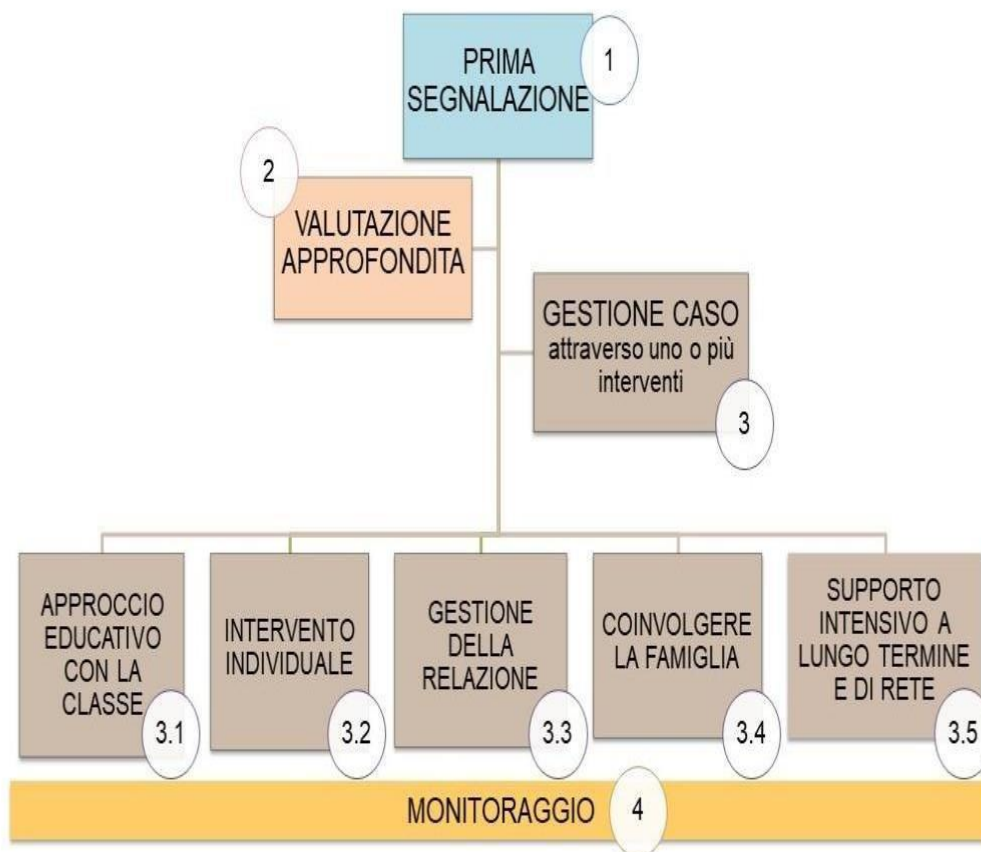 PRIMA
SEGNALAZIONE
1
2
VALUTAZIONE
APPROFONDITA
GESTIONE CASO
attraverso uno o più
interventi
3
APPROCCIO
EDUCATIVO
CON LA
CLASSE
3.1
INTERVENTO
INDIVIDUALE
3.2
GESTIONE
DELLA
RELAZIONE
3.3
COINVOLGERE
LA FAMIGLIA
3.4
SUPPORTO
INTENSIVO A
LUNGO TERMINE
E DI RETE
3.5
MONITORAGGIO
4